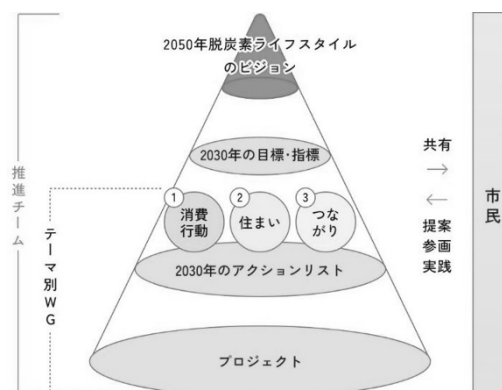 2050年脱炭素ライフスタイル
のビジョン
2030年の目標・指標
1
消費
行動
2
住まい
3
つな
がり
2030年のアクションリスト
プロジェクト
推進チーム
テーマ別WG
共有
→
←
提案
参画
実践
市民